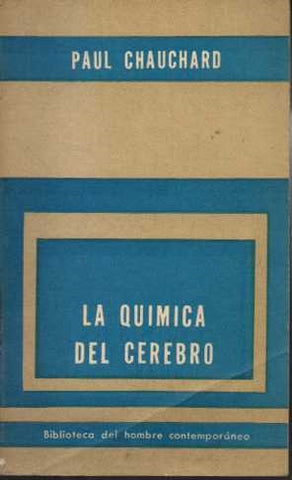 PAUL CHAUCHARD
LA QUIMICA
DEL CEREBRO
Biblioteca del hombre contemporáneo